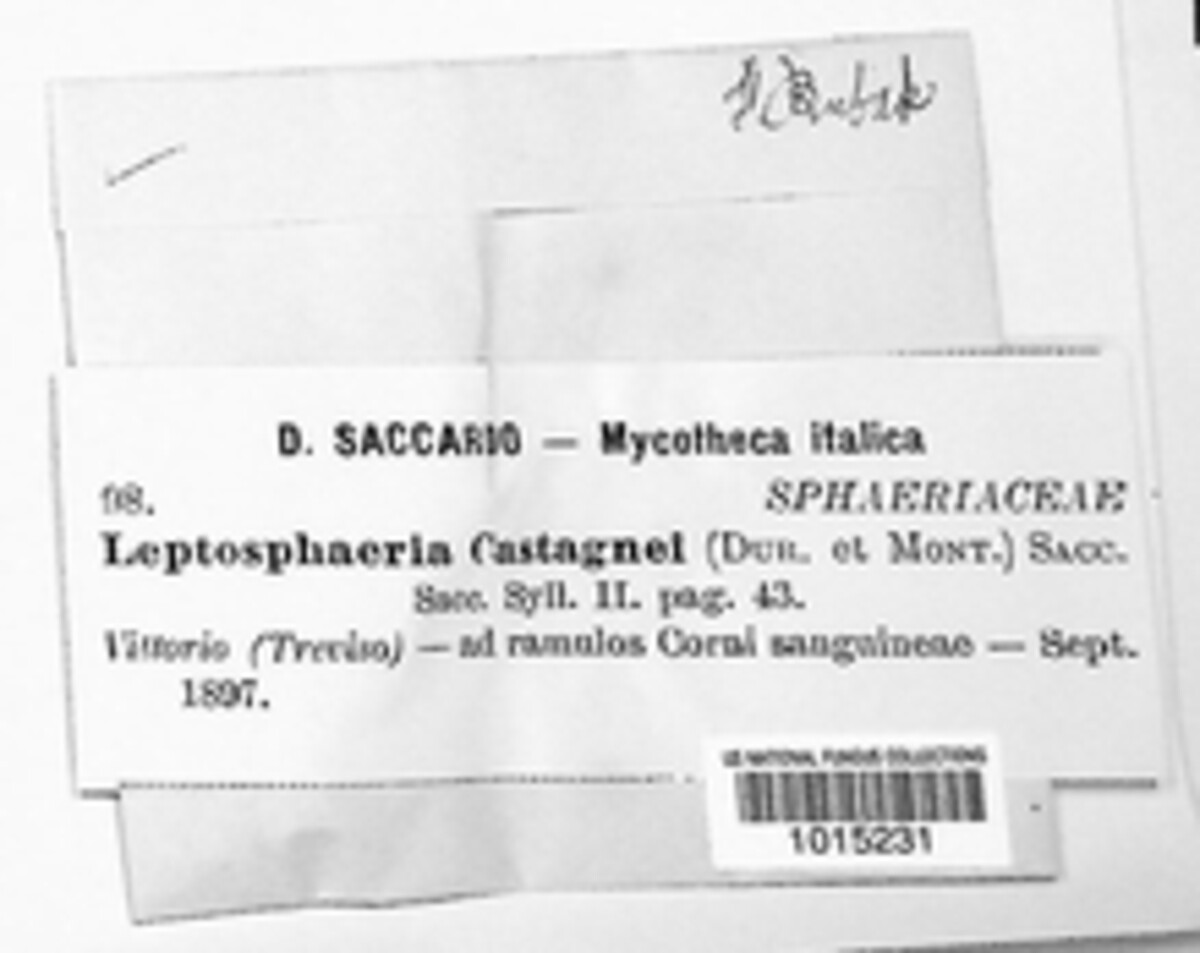 D. SACCARDO — Mycotheca italica
98.
SPHAERIACEAE
Leptosphaeria Castagnei (DUR. et MONT.) SACC.
Sacc. Syll. II. pag. 43.
Vittorio (Treviso) — ad ramulos Corni sanguineae — Sept.
1897.
US NATIONAL FUNGUS COLLECTIONS
1015231